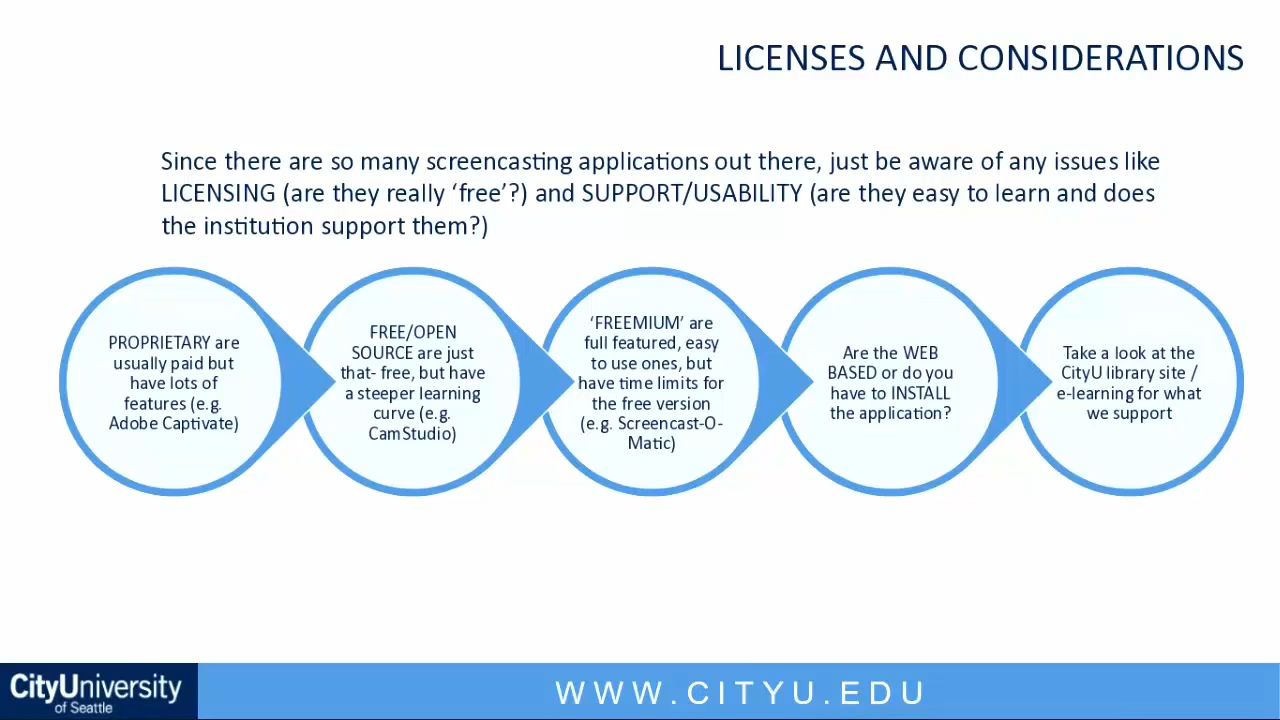 LICENSES AND CONSIDERATIONS
Since there are so many screencasting applications out there, just be aware of any issues like
LICENSING (are they really ‘free’?) and SUPPORT/USABILITY (are they easy to learn and does
the institution support them?)
PROPRIETARY are
usually paid but
have lots of
features (e.g.
Adobe Captivate)
FREE/OPEN
SOURCE are just
that- free, but have
a steeper learning
curve (e.g.
CamStudio)
‘FREEMIUM’ are
full featured, easy
to use ones, but
have time limits for
the free version
(e.g. Screencast-O-
Matic)
Are the WEB
BASED or do you
have to INSTALL
the application?
Take a look at the
CityU library site /
e-learning for what
we support
CityUniversity
of Seattle
WWW.CITYU.EDU